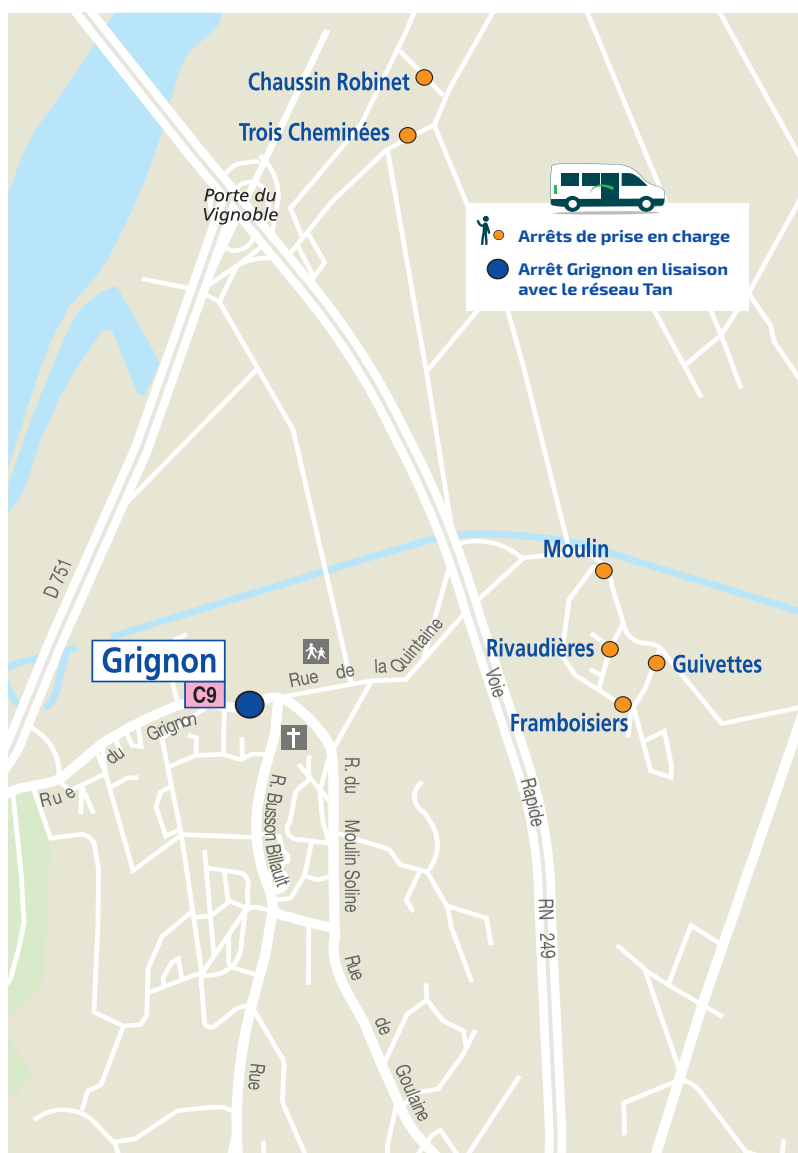 Chaussin Robinet
Trois Cheminées
Porte du
Vignoble
Arrêts de prise en charge
Arrêt Grignon en lisaison
avec le réseau Tan
Moulin
D 751
Rivaudières
Guivettes
Framboisiers
Grignon
C9
Rue de la Quintaine
Rue du Grignon
R. Busson Billault
R. du Moulin Soline
Voie Rapide RN 249
Rue de Goulaine
Rue